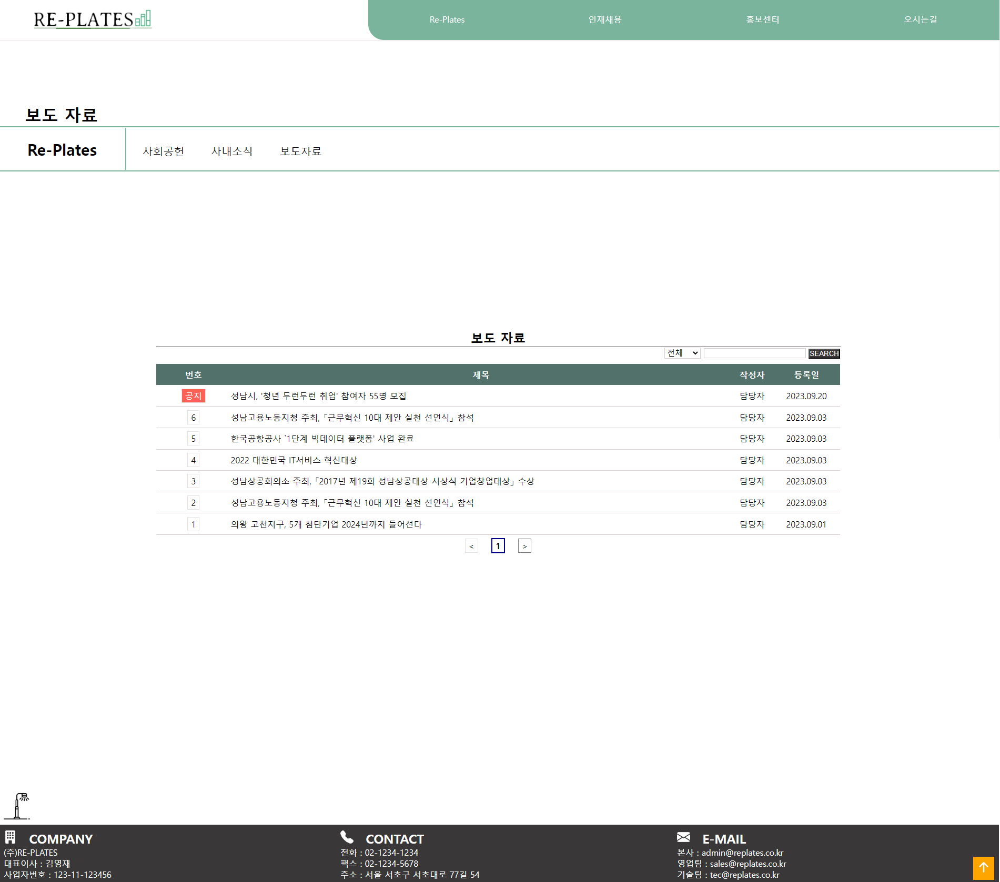 RE-PLATES
Re-Plates 인재채용 홍보센터 오시는길
보도 자료
Re-Plates 사회공헌 사내소식 보도자료
보도 자료
전체 SEARCH
번호 제목 작성자 등록일
공지 성남시, '청년 두런두런 취업' 참여자 55명 모집 담당자 2023.09.20
6 성남고용노동지청 주최, 「근무혁신 10대 제안 실천 선언식」 참석 담당자 2023.09.03
5 한국공항공사 `1단계 빅데이터 플랫폼' 사업 완료 담당자 2023.09.03
4 2022 대한민국 IT서비스 혁신대상 담당자 2023.09.03
3 성남상공회의소 주최, 「2017년 제19회 성남상공대상 시상식 기업창업대상」 수상 담당자 2023.09.03
2 성남고용노동지청 주최, 「근무혁신 10대 제안 실천 선언식」 참석 담당자 2023.09.03
1 의왕 고천지구, 5개 첨단기업 2024년까지 들어선다 담당자 2023.09.01
< 1 >
COMPANY
(주)RE-PLATES
대표이사 : 김영재
사업자번호 : 123-11-123456
CONTACT
전화 : 02-1234-1234
팩스 : 02-1234-5678
주소 : 서울 서초구 서초대로 77길 54
E-MAIL
본사 : admin@replates.co.kr
영업팀 : sales@replates.co.kr
기술팀 : tec@replates.co.kr